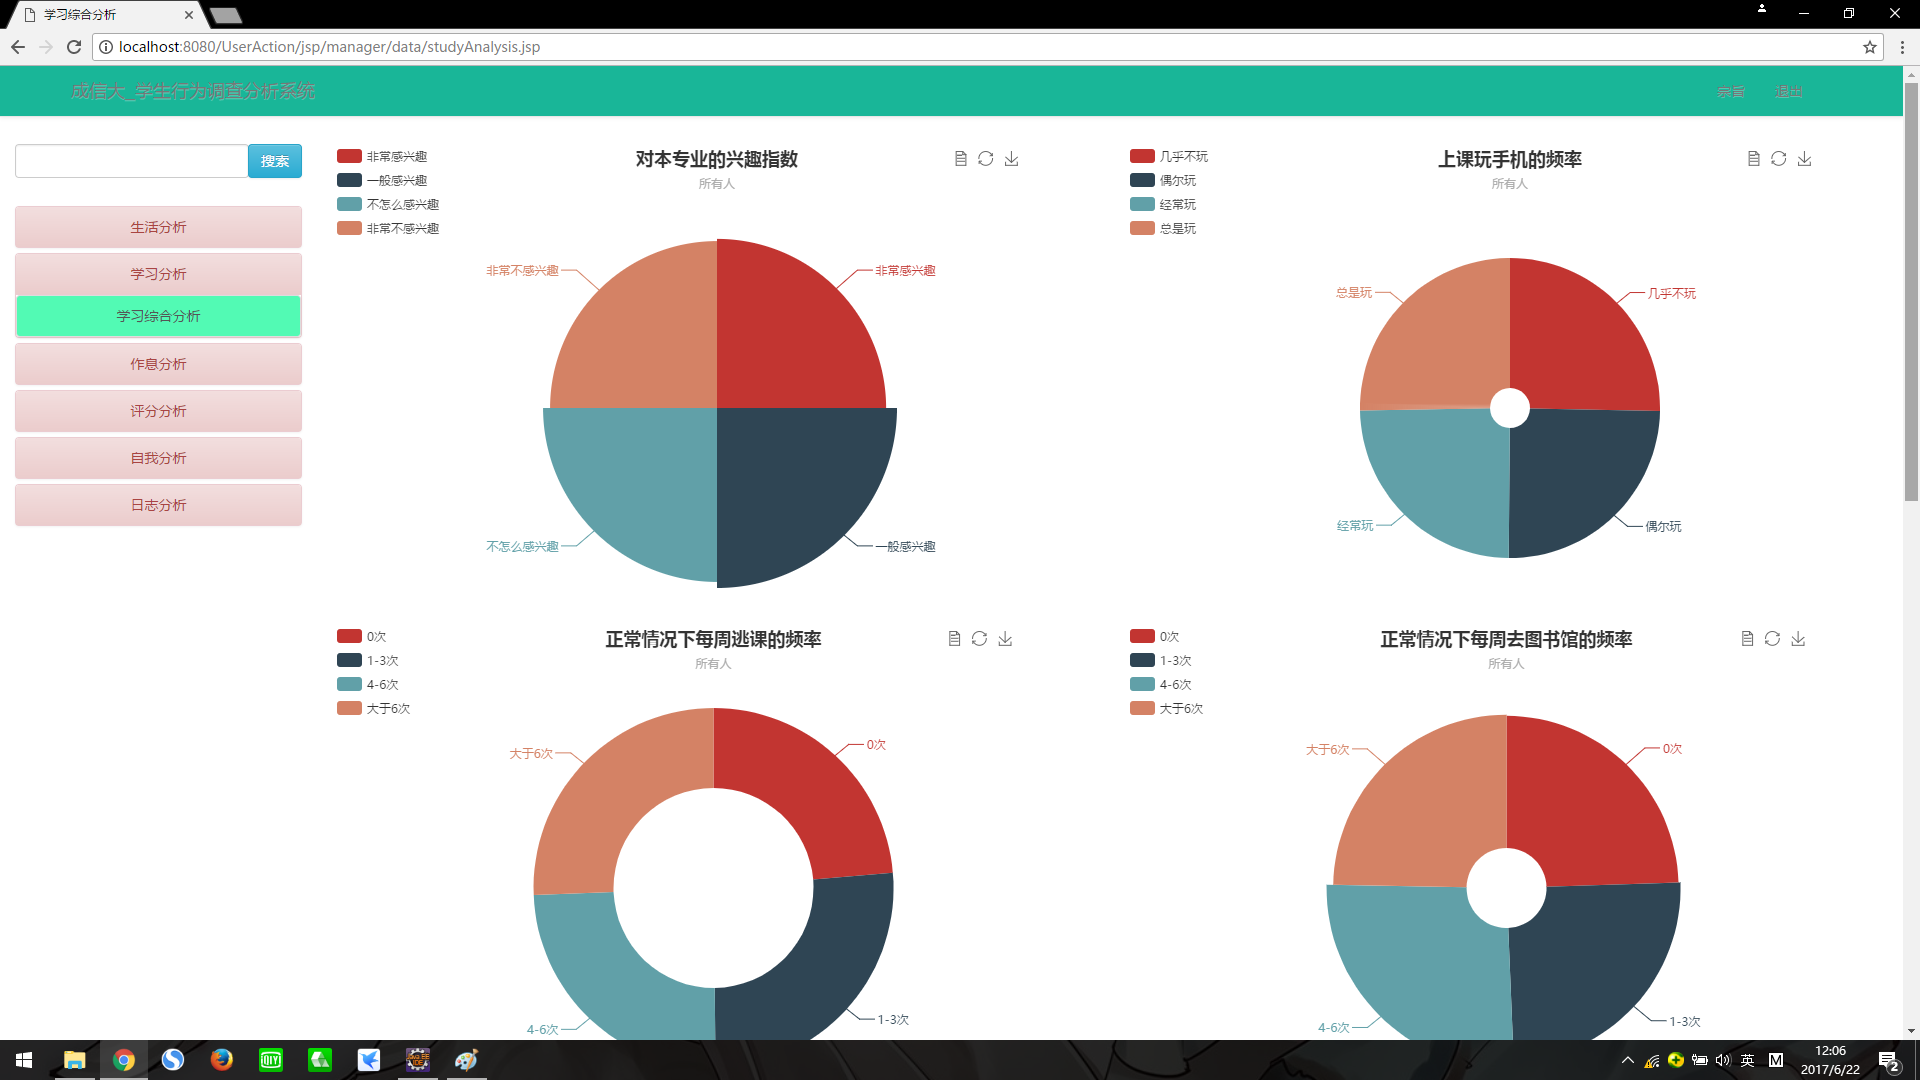 学习综合分析
localhost:8080/UserAction/jsp/manager/data/studyAnalysis.jsp
成信大_学生行为调查分析系统
退出
搜索
生活分析
学习分析
学习综合分析
作息分析
评分分析
自我分析
日志分析
非常感兴趣
一般感兴趣
不怎么感兴趣
非常不感兴趣
对本专业的兴趣指数
所有人
非常不感兴趣
非常感兴趣
不怎么感兴趣
一般感兴趣
几乎不玩
偶尔玩
经常玩
总是玩
上课玩手机的频率
所有人
总是玩
几乎不玩
经常玩
偶尔玩
0次
1-3次
4-6次
大于6次
正常情况下每周逃课的频率
所有人
大于6次
0次
4-6次
1-3次
0次
1-3次
4-6次
大于6次
正常情况下每周去图书馆的频率
所有人
大于6次
0次
4-6次
1-3次
QIY
英
M
12:06
2017/6/22
2